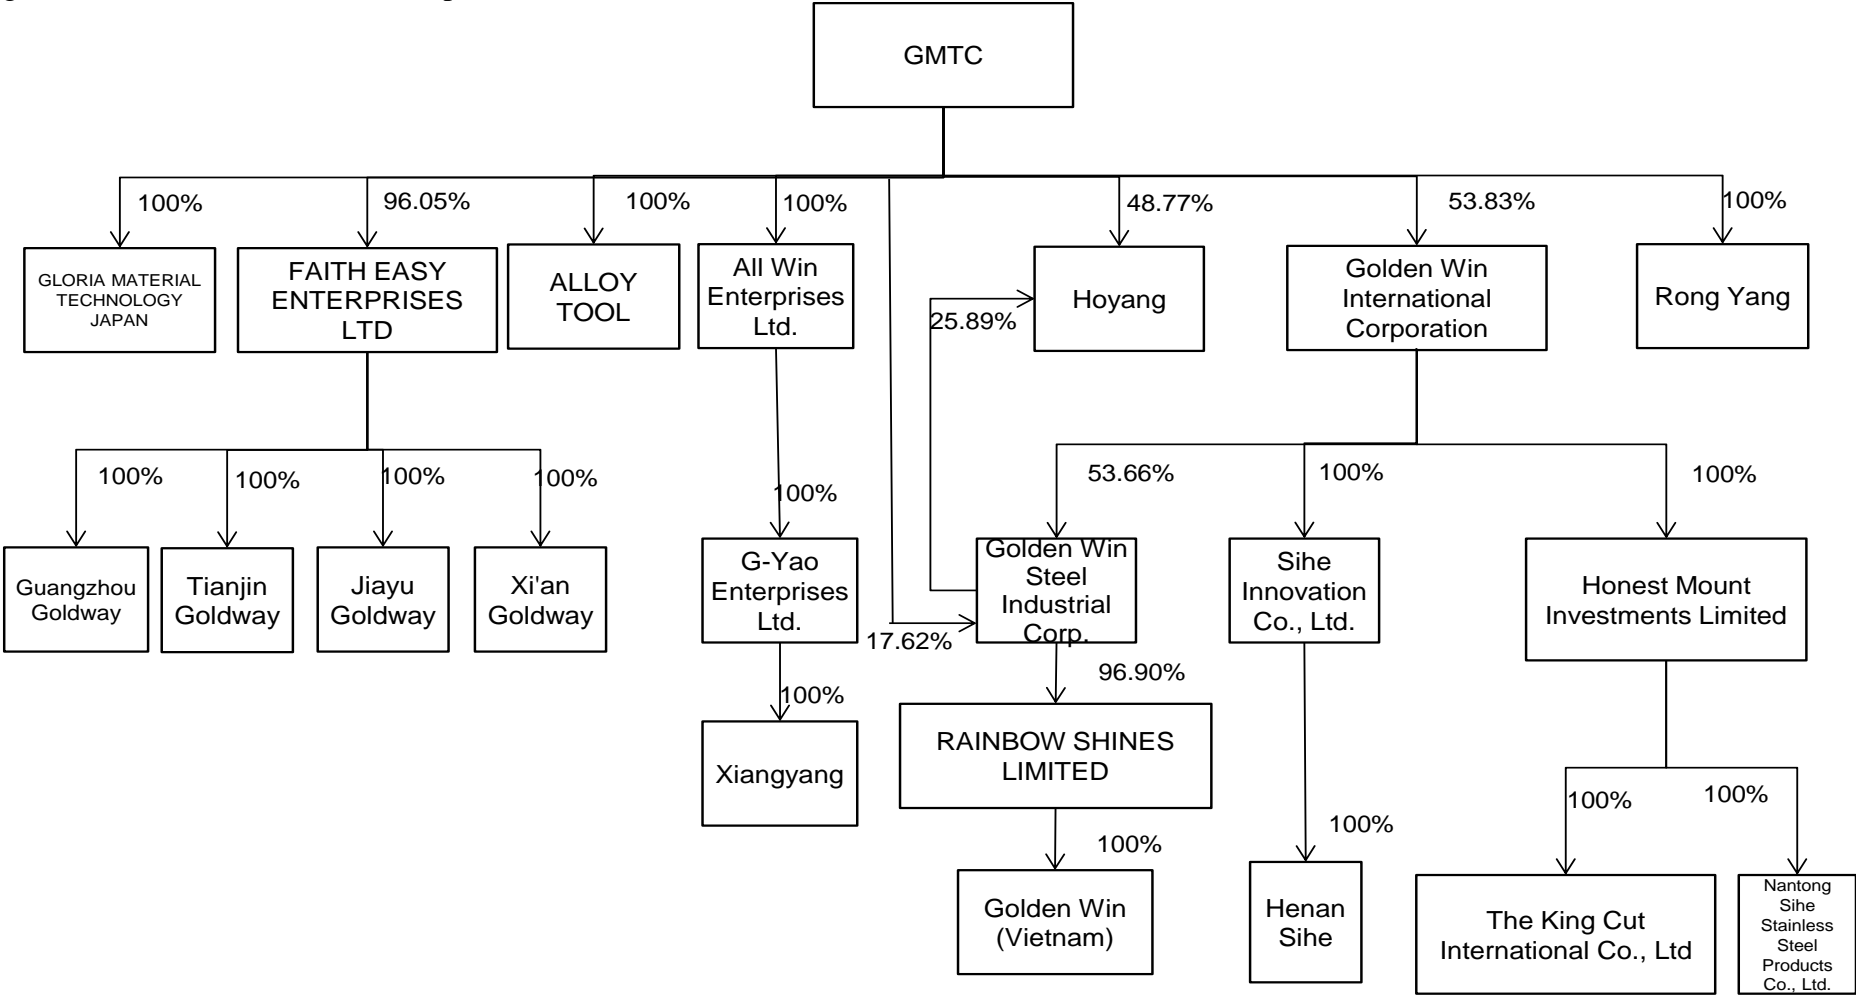 GMTC
100%
96.05%
100%
100%
48.77%
53.83%
100%
GLORIA MATERIAL
TECHNOLOGY
JAPAN
FAITH EASY
ENTERPRISES
LTD
ALLOY
TOOL
All Win
Enterprises
Ltd.
Hoyang
Golden Win
International
Corporation
Rong Yang
25.89%
100%
100%
100%
100%
100%
53.66%
100%
100%
Guangzhou
Goldway
Tianjin
Goldway
Jiayu
Goldway
Xi'an
Goldway
G-Yao
Enterprises
Ltd.
Golden Win
Steel
Industrial
Corp.
Sihe
Innovation
Co., Ltd.
Honest Mount
Investments Limited
17.62%
100%
96.90%
Xiangyang
RAINBOW SHINES
LIMITED
100%
100%
100%
100%
Golden Win
(Vietnam)
Henan
Sihe
The King Cut
International Co., Ltd
Nantong
Sihe
Stainless
Steel
Products
Co., Ltd.